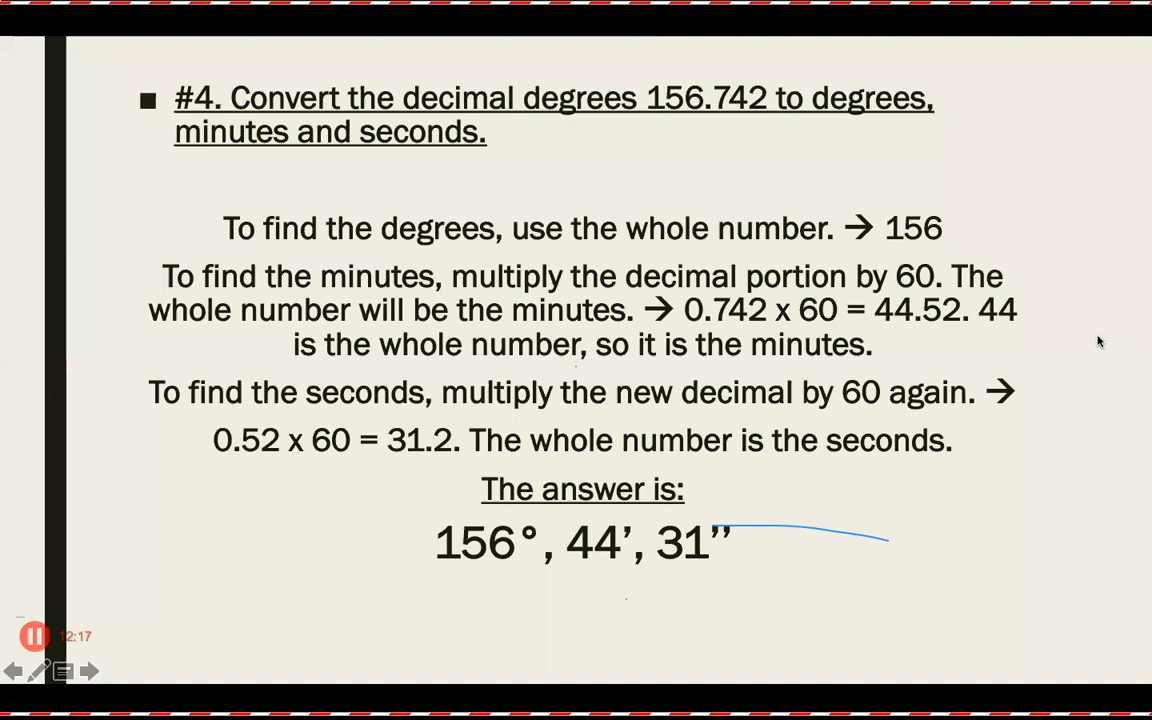 ■ #4. Convert the decimal degrees 156.742 to degrees,
minutes and seconds.
To find the degrees, use the whole number. → 156
To find the minutes, multiply the decimal portion by 60. The
whole number will be the minutes. → 0.742 x 60 = 44.52. 44
is the whole number, so it is the minutes.
To find the seconds, multiply the new decimal by 60 again. →
0.52 x 60 = 31.2. The whole number is the seconds.
The answer is:
156°, 44’, 31’’
12:17